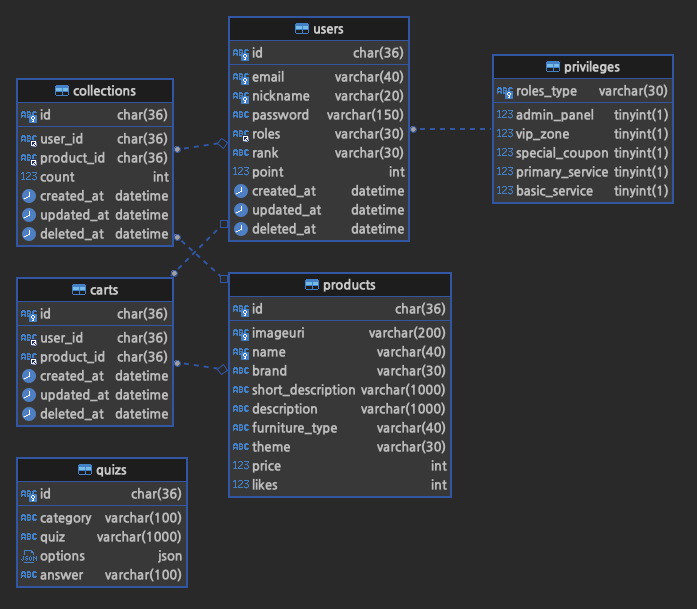 users
id char(36)
email varchar(40)
nickname varchar(20)
password varchar(150)
roles varchar(30)
rank varchar(30)
point int
created_at datetime
updated_at datetime
deleted_at datetime
privileges
roles_type varchar(30)
admin_panel tinyint(1)
vip_zone tinyint(1)
special_coupon tinyint(1)
primary_service tinyint(1)
basic_service tinyint(1)
collections
id char(36)
user_id char(36)
product_id char(36)
count int
created_at datetime
updated_at datetime
deleted_at datetime
carts
id char(36)
user_id char(36)
product_id char(36)
created_at datetime
updated_at datetime
deleted_at datetime
products
id char(36)
imageuri varchar(200)
name varchar(40)
brand varchar(30)
short_description varchar(1000)
description varchar(1000)
furniture_type varchar(40)
theme varchar(30)
price int
likes int
quizs
id char(36)
category varchar(100)
quiz varchar(1000)
options json
answer varchar(100)